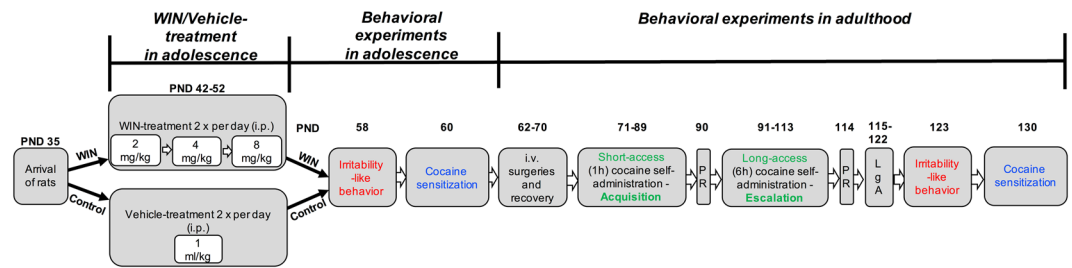 WIN/Vehicle-
treatment
in adolescence
Behavioral
experiments
in adolescence
Behavioral experiments in adulthood
PND 42-52
PND 35
Arrival
of rats
WIN
Control
WIN-treatment 2 x per day (i.p.)
2
mg/kg
4
mg/kg
8
mg/kg
Vehicle-treatment 2 x per day
(i.p.)
1
ml/kg
WIN
Control
PND
58
Irritability
-like
behavior
60
Cocaine
sensitization
62-70
i.v.
surgeries
and
recovery
71-89
Short-access
(1h) cocaine self-
administration -
Acquisition
90
P
R
91-113
Long-access
(6h) cocaine self-
administration -
Escalation
114
P
R
115-
122
L
g
A
123
Irritability
-like
behavior
130
Cocaine
sensitization